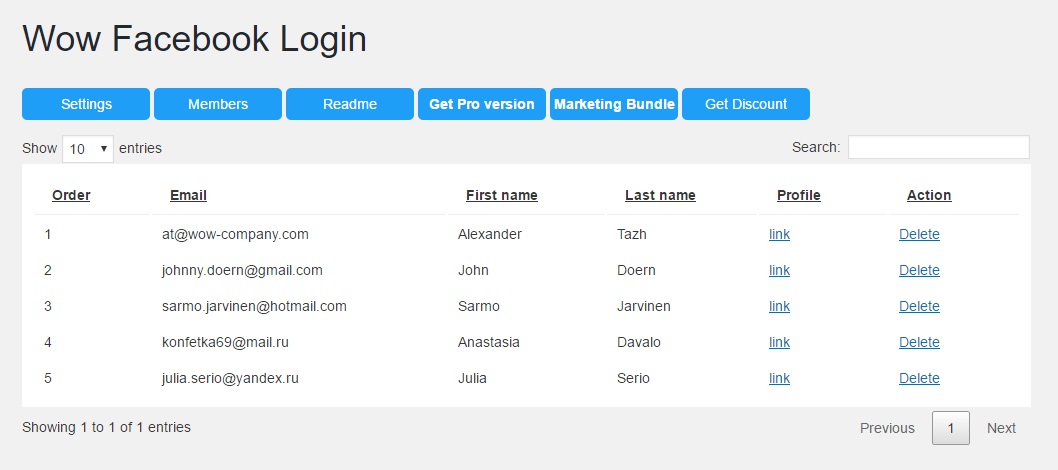 Wow Facebook Login
Settings Members Readme Get Pro version Marketing Bundle Get Discount
Show 10 entries Search:
Order Email First name Last name Profile Action
1 at@wow-company.com Alexander Tazh link Delete
2 johnny.doern@gmail.com John Doern link Delete
3 sarmo.jarvinen@hotmail.com Sarmo Jarvinen link Delete
4 konfetka69@mail.ru Anastasia Davalo link Delete
5 julia.serio@yandex.ru Julia Serio link Delete
Showing 1 to 1 of 1 entries Previous 1 Next